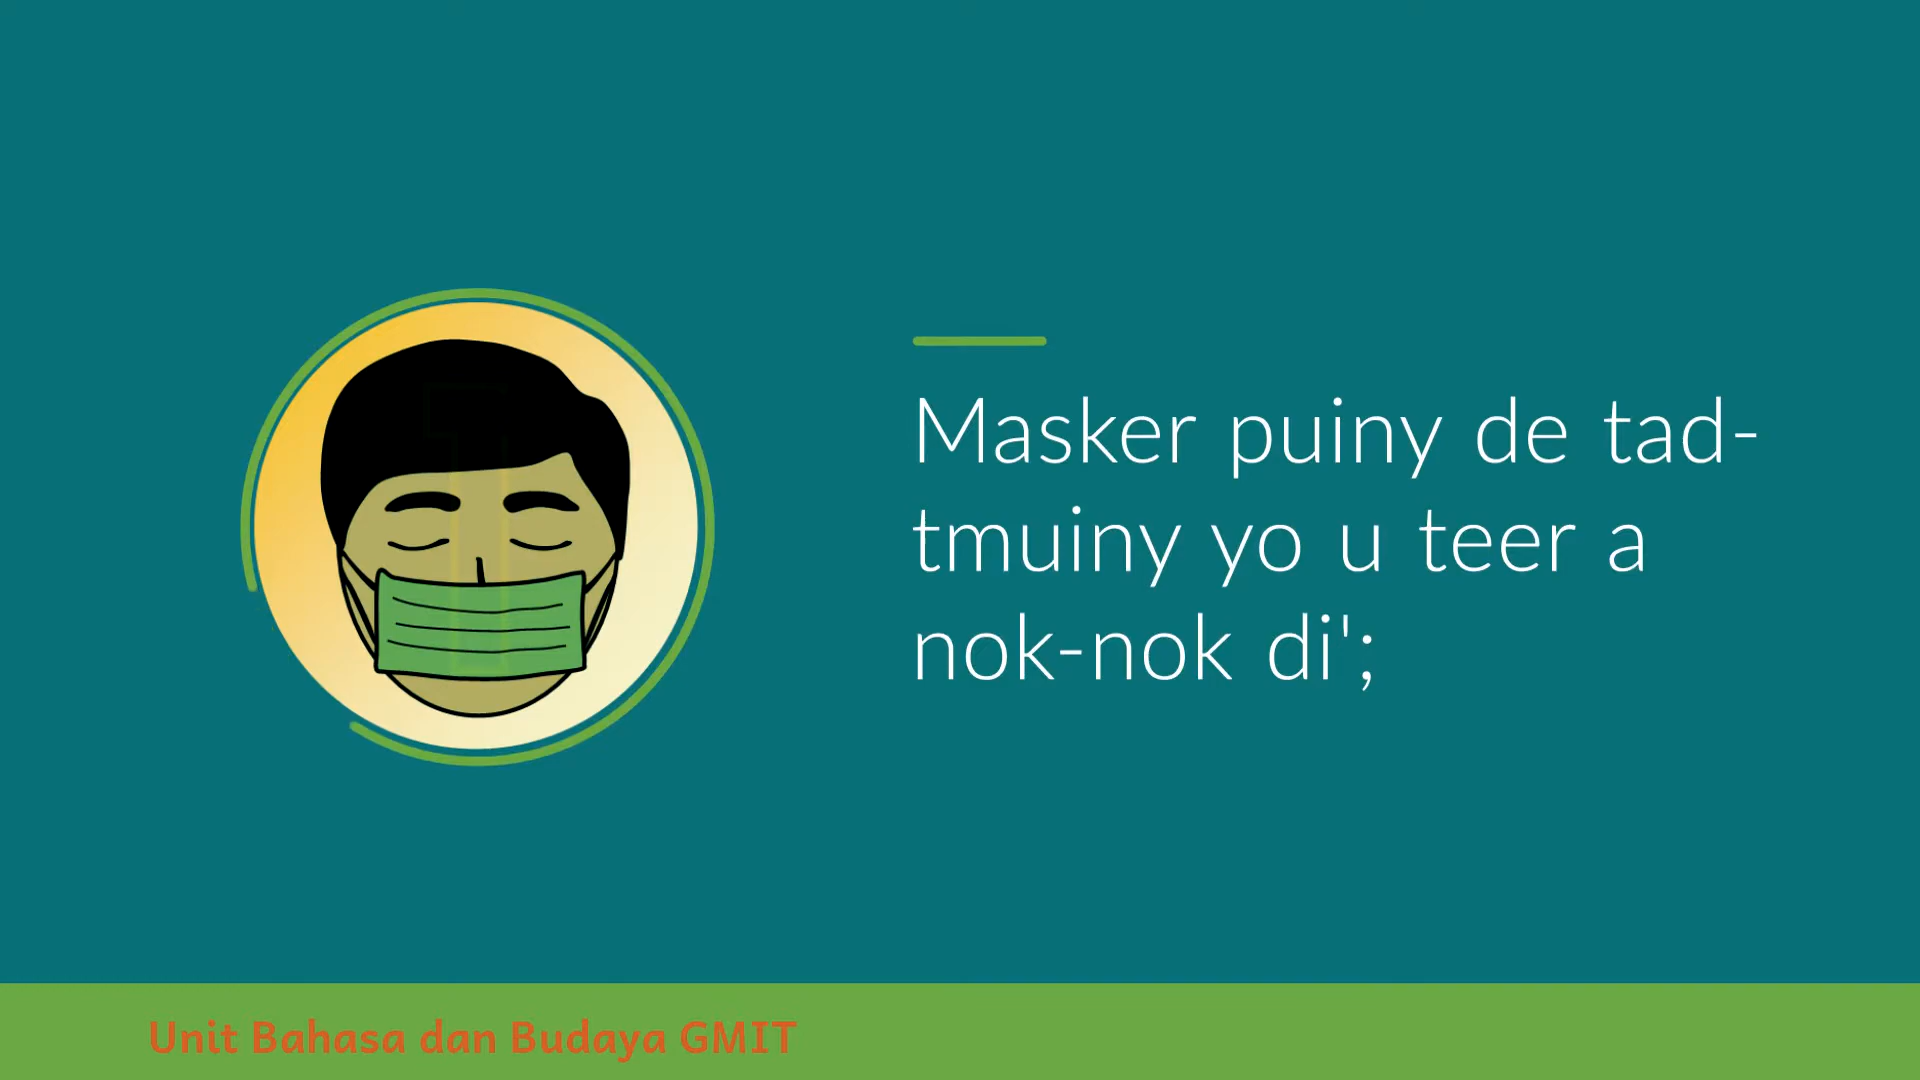 Masker puiny de tad-
tmuiny yo u teer a
nok-nok di';
Unit Bahasa dan Budaya GMIT